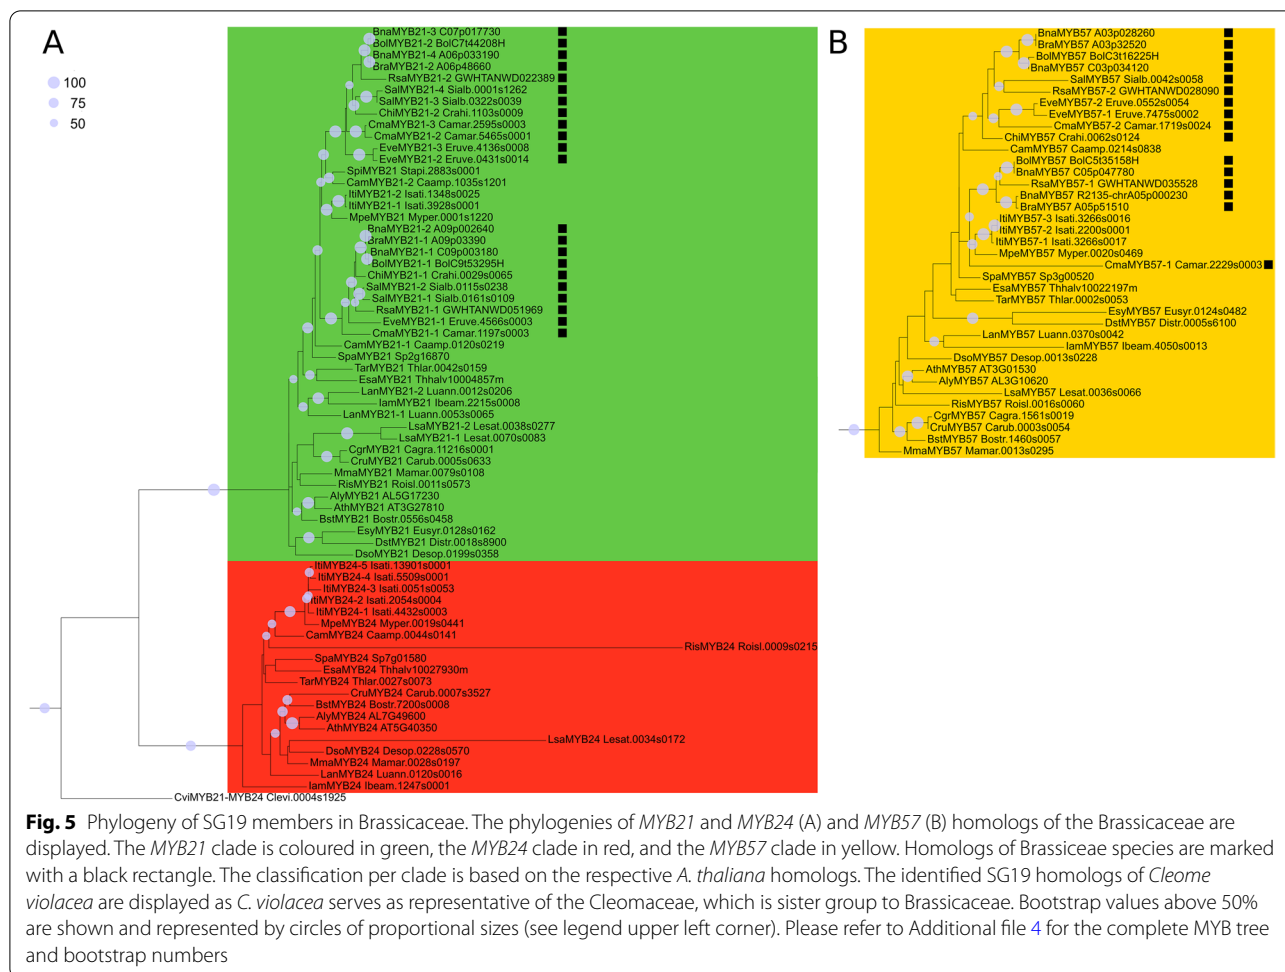 A
100
75
50
BnaMYB21-3 C07p017730
BolMYB21-2 BolC7t44208H
BnaMYB21-4 A06p033190
BraMYB21-2 A06p48660
RsaMYB21-2 GWHTANWD022389
SalMYB21-4 Sialb.0001s1262
SalMYB21-3 Sialb.0322s0039
ChiMYB21-2 Crahi.1103s0009
CmaMYB21-3 Camar.2595s0003
CmaMYB21-2 Camar.5465s0001
EveMYB21-3 Eruve.4136s0008
EveMYB21-2 Eruve.0431s0014
SpiMYB21 Stapi.2883s0001
CamMYB21-2 Caamp.1035s1201
ItiMYB21-2 Isati.1348s0025
ItiMYB21-1 Isati.3928s0001
MpeMYB21 Myper.0001s1220
BnaMYB21-2 A09p002640
BraMYB21-1 A09p03390
BnaMYB21-1 C09p003180
BolMYB21-1 BolC9t53295H
ChiMYB21-1 Crahi.0029s0065
SalMYB21-2 Sialb.0115s0238
SalMYB21-1 Sialb.0161s0109
RsaMYB21-1 GWHTANWD051969
EveMYB21-1 Eruve.4566s0003
CmaMYB21-1 Camar.1197s0003
CamMYB21-1 Caamp.0120s0219
SpaMYB21 Sp2g16870
TarMYB21 Thlar.0042s0159
EsaMYB21 Thhalv10004857m
LanMYB21-2 Luann.0012s0206
IamMYB21 Ibeam.2215s0008
LanMYB21-1 Luann.0053s0065
LsaMYB21-2 Lesat.0038s0277
LsaMYB21-1 Lesat.0070s0083
CgrMYB21 Cagra.11216s0001
CruMYB21 Carub.0005s0633
MmaMYB21 Mamar.0079s0108
RisMYB21 Roisl.0011s0573
AlyMYB21 AL5G17230
AthMYB21 AT3G27810
BstMYB21 Bostr.0556s0458
EsyMYB21 Eusyr.0128s0162
DstMYB21 Distr.0018s8900
DsoMYB21 Desop.0199s0358
ItiMYB24-5 Isati.13901s0001
ItiMYB24-4 Isati.5509s0001
ItiMYB24-3 Isati.0051s0053
ItiMYB24-2 Isati.2054s0004
ItiMYB24-1 Isati.4432s0003
MpeMYB24 Myper.0019s0441
CamMYB24 Caamp.0044s0141
RisMYB24 Roisl.0009s0215
SpaMYB24 Sp7g01580
EsaMYB24 Thhalv10027930m
TarMYB24 Thlar.0027s0073
CruMYB24 Carub.0007s3527
BstMYB24 Bostr.7200s0008
AlyMYB24 AL7G49600
AthMYB24 AT5G40350
LsaMYB24 Lesat.0034s0172
DsoMYB24 Desop.0228s0570
MmaMYB24 Mamar.0028s0197
LanMYB24 Luann.0120s0016
IamMYB24 Ibeam.1247s0001
CviMYB21-MYB24 Clevi.0004s1925
B
BnaMYB57 A03p028260
BraMYB57 A03p32520
BolMYB57 BolC3t16225H
BnaMYB57 C03p034120
SalMYB57 Sialb.0042s0058
RsaMYB57-2 GWHTANWD028090
EveMYB57-2 Eruve.0552s0054
EveMYB57-1 Eruve.7475s0002
CmaMYB57-2 Camar.1719s0024
ChiMYB57 Crahi.0062s0124
CamMYB57 Caamp.0214s0838
BolMYB57 BolC5t35158H
BnaMYB57 C05p047780
RsaMYB57-1 GWHTANWD035528
BnaMYB57 R2135-chrA05p000230
BraMYB57 A05p51510
ItiMYB57-3 Isati.3266s0016
ItiMYB57-2 Isati.2200s0001
ItiMYB57-1 Isati.3266s0017
MpeMYB57 Myper.0020s0469
CmaMYB57-1 Camar.2229s0003
SpaMYB57 Sp3g00520
EsaMYB57 Thhalv10022197m
TarMYB57 Thlar.0002s0053
EsyMYB57 Eusyr.0124s0482
DstMYB57 Distr.0005s6100
LanMYB57 Luann.0370s0042
IamMYB57 Ibeam.4050s0013
DsoMYB57 Desop.0013s0228
AthMYB57 AT3G01530
AlyMYB57 AL3G10620
LsaMYB57 Lesat.0036s0066
RisMYB57 Roisl.0016s0060
CgrMYB57 Cagra.1561s0019
CruMYB57 Carub.0003s0054
BstMYB57 Bostr.1460s0057
MmaMYB57 Mamar.0013s0295
Fig. 5 Phylogeny of SG19 members in Brassicaceae. The phylogenies of MYB21 and MYB24 (A) and MYB57 (B) homologs of the Brassicaceae are
displayed. The MYB21 clade is coloured in green, the MYB24 clade in red, and the MYB57 clade in yellow. Homologs of Brassiceae species are marked
with a black rectangle. The classification per clade is based on the respective A. thaliana homologs. The identified SG19 homologs of Cleome
violacea are displayed as C. violacea serves as representative of the Cleomaceae, which is sister group to Brassicaceae. Bootstrap values above 50%
are shown and represented by circles of proportional sizes (see legend upper left corner). Please refer to Additional file 4 for the complete MYB tree
and bootstrap numbers